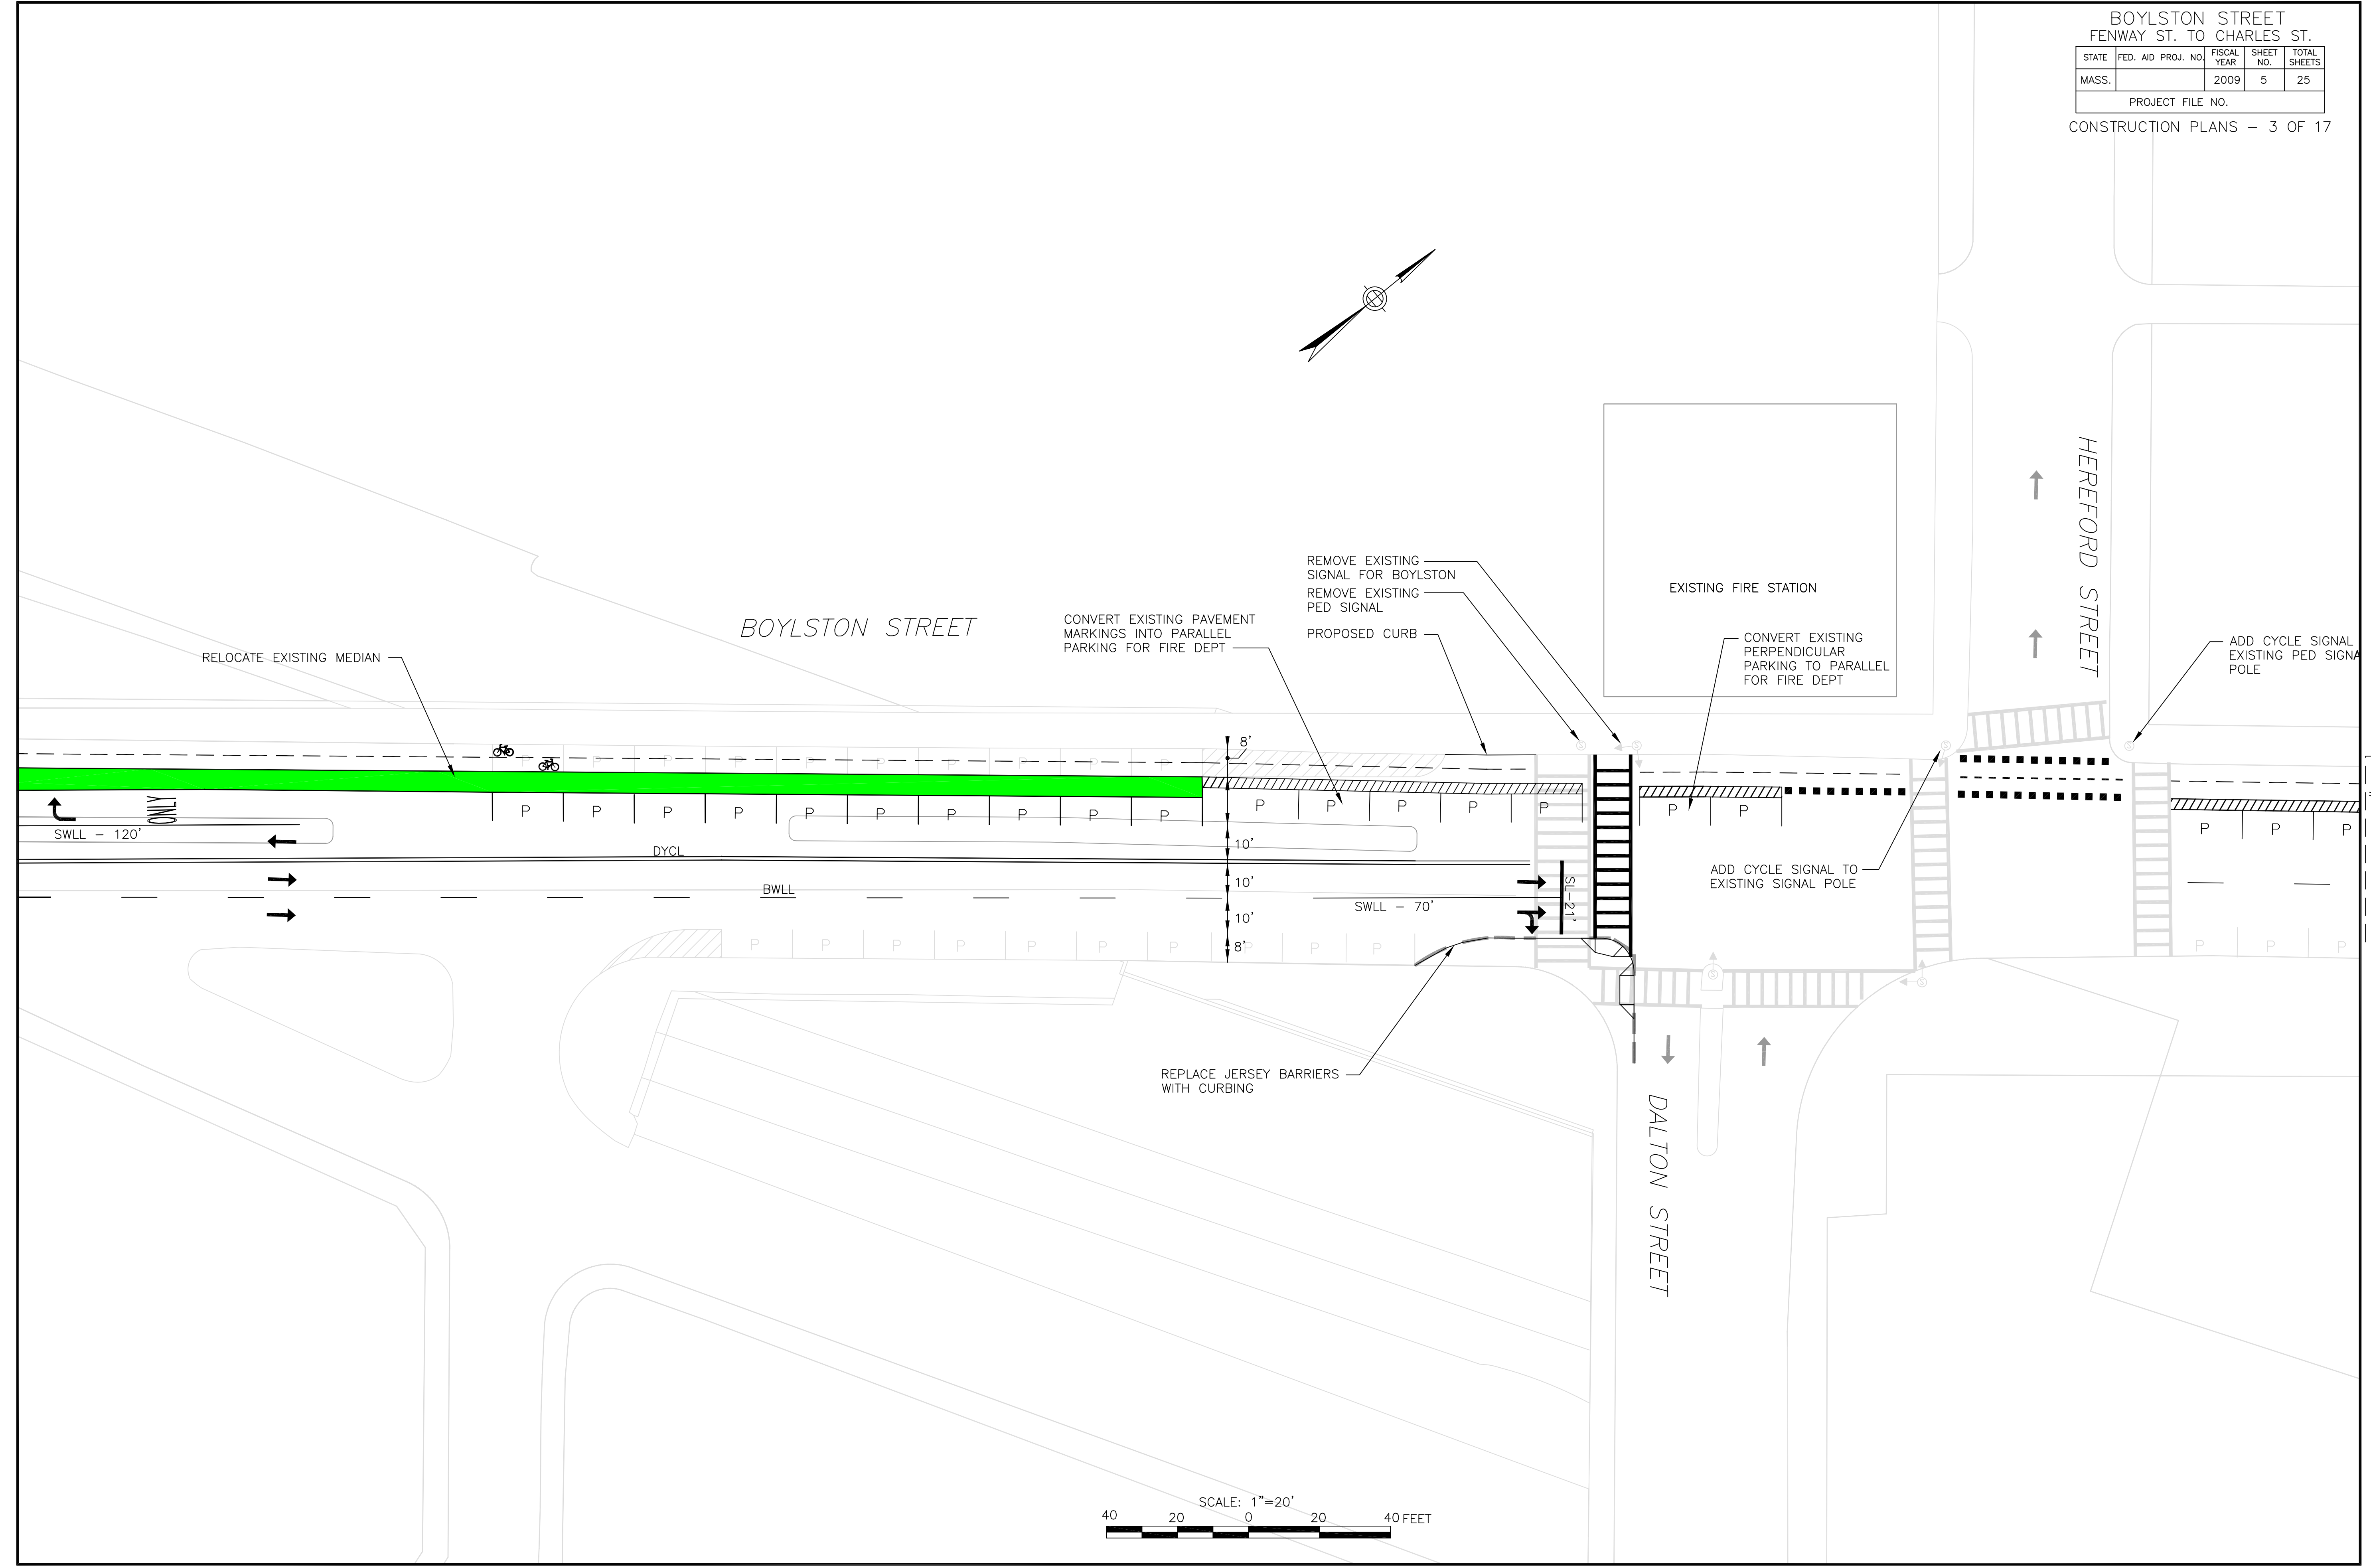 BOYLSTON STREET
FENWAY ST. TO CHARLES ST.
STATE FED. AID PROJ. NO. FISCAL YEAR SHEET NO. TOTAL SHEETS
MASS. 2009 5 25
PROJECT FILE NO.
CONSTRUCTION PLANS – 3 OF 17
HEREFORD STREET
REMOVE EXISTING
SIGNAL FOR BOYLSTON
REMOVE EXISTING
PED SIGNAL
PROPOSED CURB
EXISTING FIRE STATION
BOYLSTON STREET
CONVERT EXISTING PAVEMENT
MARKINGS INTO PARALLEL
PARKING FOR FIRE DEPT
CONVERT EXISTING
PERPENDICULAR
PARKING TO PARALLEL
FOR FIRE DEPT
ADD CYCLE SIGNAL
EXISTING PED SIGNA
POLE
RELOCATE EXISTING MEDIAN
8'
P P P P P P P P P P
P P P P P P P P P P P P P P P P P P P P
ONLY
SWLL – 120'
DYCL
10'
10'
BWLL
SWLL – 70'
10'
SL–21'
8'
ADD CYCLE SIGNAL TO
EXISTING SIGNAL POLE
P P P P P P P P P P P P P
REPLACE JERSEY BARRIERS
WITH CURBING
DALTON STREET
SCALE: 1"=20'
40 20 0 20 40 FEET